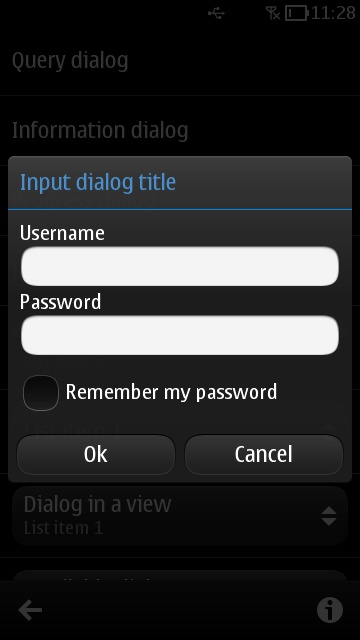 11:28
Query dialog
Information dialog
Input dialog title
Username
Password
Remember my password
Ok
Cancel
Dialog in a view
List item 1